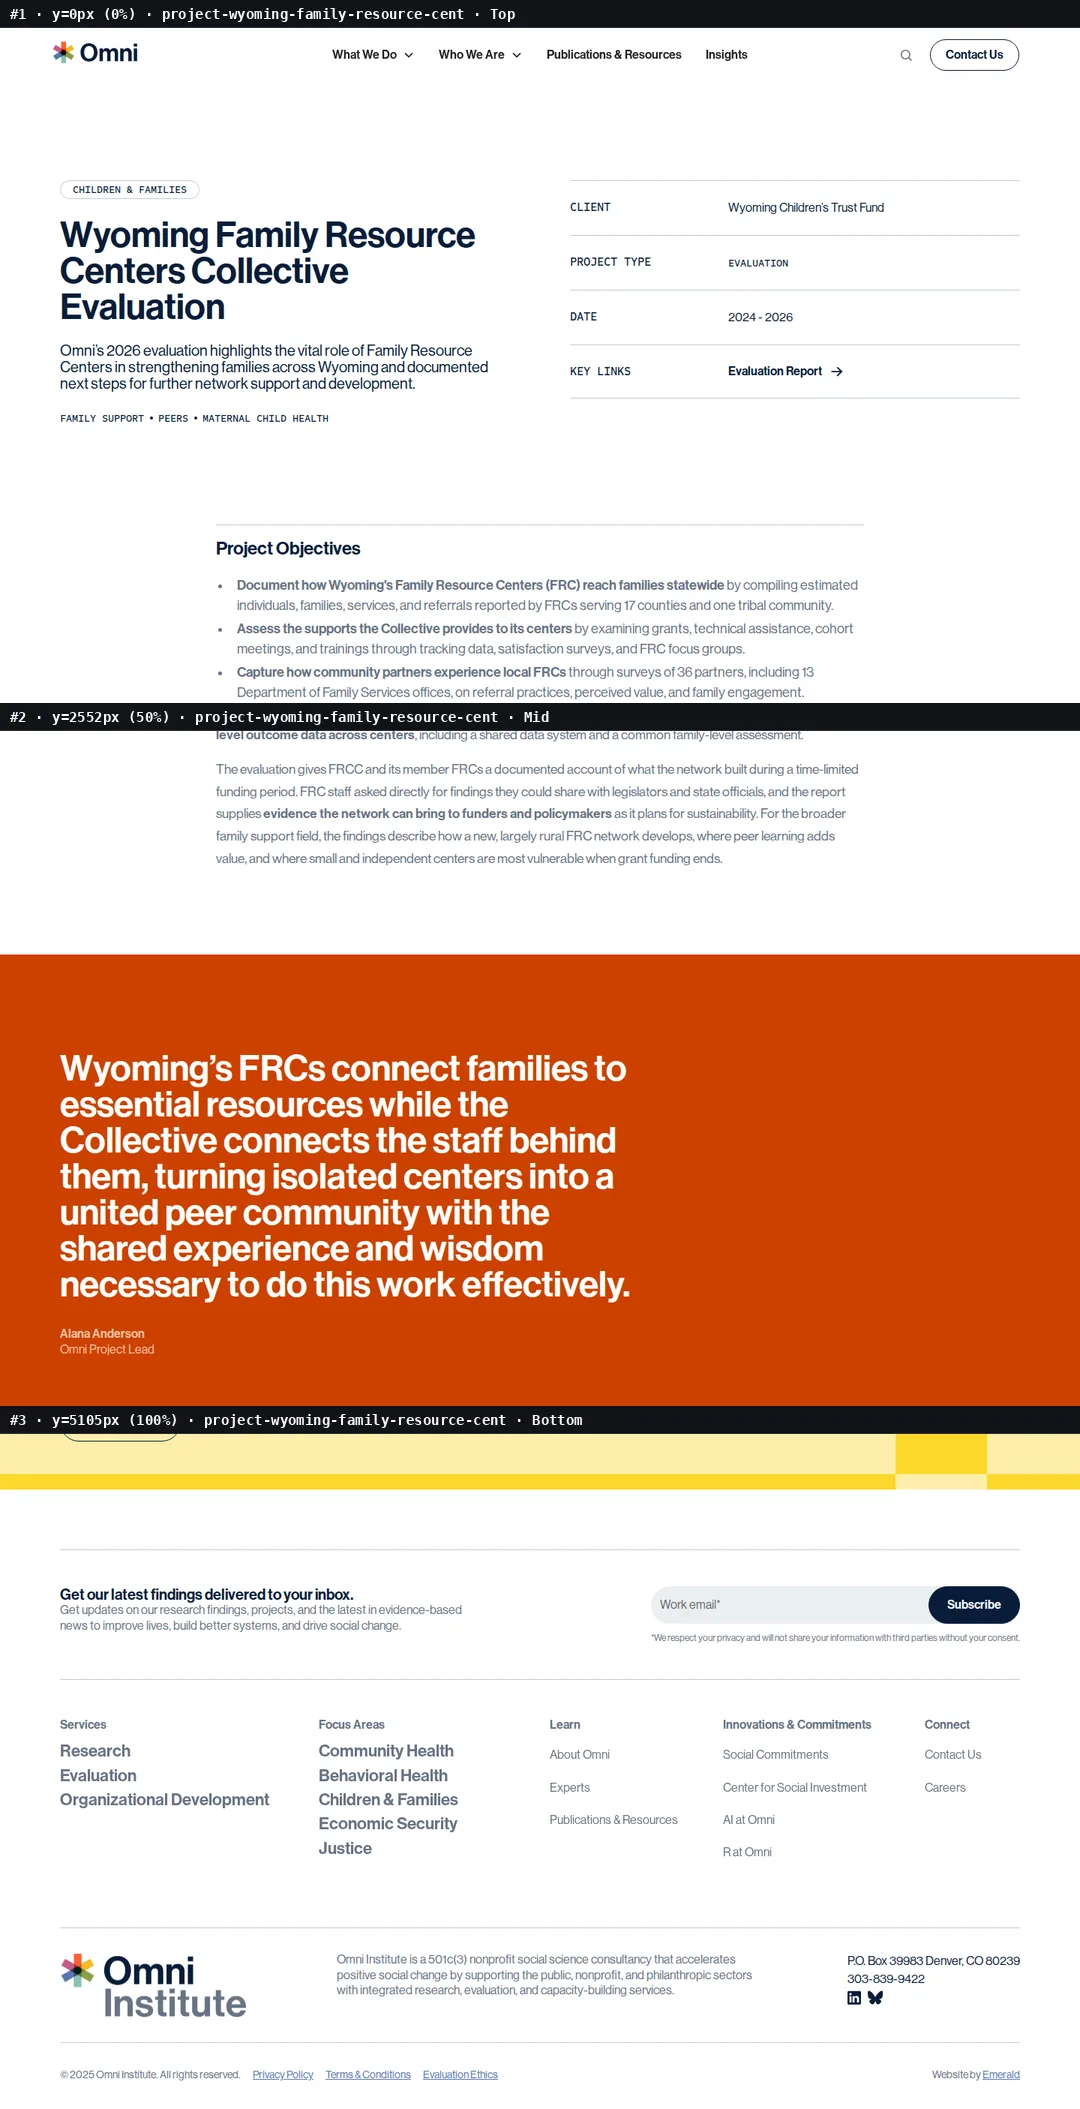 #1 · y=0px (0%) · project-wyoming-family-resource-cent · Top
Omni
What We Do
Who We Are
Publications & Resources
Insights
Contact Us
CHILDREN & FAMILIES
Wyoming Family Resource
Centers Collective
Evaluation
Omni's 2026 evaluation highlights the vital role of Family Resource
Centers in strengthening families across Wyoming and documented
next steps for further network support and development.
FAMILY SUPPORT • PEERS • MATERNAL CHILD HEALTH
CLIENT
Wyoming Children's Trust Fund
PROJECT TYPE
EVALUATION
DATE
2024 - 2026
KEY LINKS
Evaluation Report →
Project Objectives
• Document how Wyoming's Family Resource Centers (FRC) reach families statewide by compiling estimated
individuals, families, services, and referrals reported by FRCs serving 17 counties and one tribal community.
• Assess the supports the Collective provides to its centers by examining grants, technical assistance, cohort
meetings, and trainings through tracking data, satisfaction surveys, and FRC focus groups.
• Capture how community partners experience local FRCs through surveys of 36 partners, including 13
Department of Family Services offices, on referral practices, perceived value, and family engagement.
#2 · y=2552px (50%) · project-wyoming-family-resource-cent · Mid
level outcome data across centers, including a shared data system and a common family-level assessment.
The evaluation gives FRCC and its member FRCs a documented account of what the network built during a time-limited
funding period. FRC staff asked directly for findings they could share with legislators and state officials, and the report
supplies evidence the network can bring to funders and policymakers as it plans for sustainability. For the broader
family support field, the findings describe how a new, largely rural FRC network develops, where peer learning adds
value, and where small and independent centers are most vulnerable when grant funding ends.
Wyoming’s FRCs connect families to
essential resources while the
Collective connects the staff behind
them, turning isolated centers into a
united peer community with the
shared experience and wisdom
necessary to do this work effectively.
Alana Anderson
Omni Project Lead
#3 · y=5105px (100%) · project-wyoming-family-resource-cent · Bottom
Get our latest findings delivered to your inbox.
Get updates on our research findings, projects, and the latest in evidence-based
news to improve lives, build better systems, and drive social change.
Work email*
Subscribe
*We respect your privacy and will not share your information with third parties without your consent.
Services
Research
Evaluation
Organizational Development
Focus Areas
Community Health
Behavioral Health
Children & Families
Economic Security
Justice
Learn
About Omni
Experts
Publications & Resources
Innovations & Commitments
Social Commitments
Center for Social Investment
AI at Omni
R at Omni
Connect
Contact Us
Careers
Omni
Institute
Omni Institute is a 501c(3) nonprofit social science consultancy that accelerates
positive social change by supporting the public, nonprofit, and philanthropic sectors
with integrated research, evaluation, and capacity-building services.
P.O. Box 39983 Denver, CO 80239
303-839-9422
© 2025 Omni Institute. All rights reserved.
Privacy Policy
Terms & Conditions
Evaluation Ethics
Website by Emerald